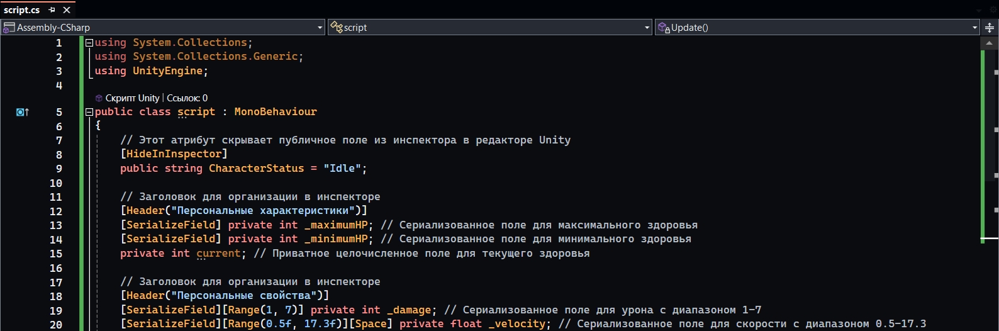 script.cs
Assembly-CSharp script Update()
1 using System.Collections;
2 using System.Collections.Generic;
3 using UnityEngine;
4
Скрипт Unity | Ссылок: 0
5 public class script : MonoBehaviour
6 {
7 // Этот атрибут скрывает публичное поле из инспектора в редакторе Unity
8 [HideInInspector]
9 public string CharacterStatus = "Idle";
10
11 // Заголовок для организации в инспекторе
12 [Header("Персональные характеристики")]
13 [SerializeField] private int _maximumHP; // Сериализованное поле для максимального здоровья
14 [SerializeField] private int _minimumHP; // Сериализованное поле для минимального здоровья
15 private int current; // Приватное целочисленное поле для текущего здоровья
16
17 // Заголовок для организации в инспекторе
18 [Header("Персональные свойства")]
19 [SerializeField][Range(1, 7)] private int _damage; // Сериализованное поле для урона с диапазоном 1-7
20 [SerializeField][Range(0.5f, 17.3f)][Space] private float _velocity; // Сериализованное поле для скорости с диапазоном 0.5-17.3